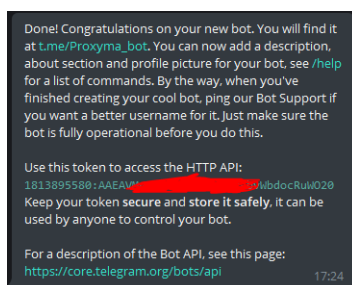 Done! Congratulations on your new bot. You will find it
at t.me/Proxyma_bot. You can now add a description,
about section and profile picture for your bot, see /help
for a list of commands. By the way, when you've
finished creating your cool bot, ping our Bot Support if
you want a better username for it. Just make sure the
bot is fully operational before you do this.
Use this token to access the HTTP API:
Keep your token secure and store it safely, it can be
used by anyone to control your bot.
For a description of the Bot API, see this page:
https://core.telegram.org/bots/api 17:24